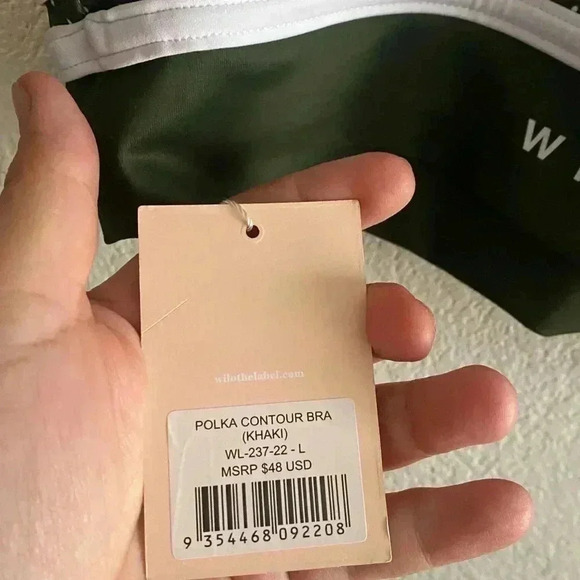 W
wilothelabel.com
POLKA CONTOUR BRA
(KHAKI)
WL-237-22 - L
MSRP $48 USD
9 354468 092208